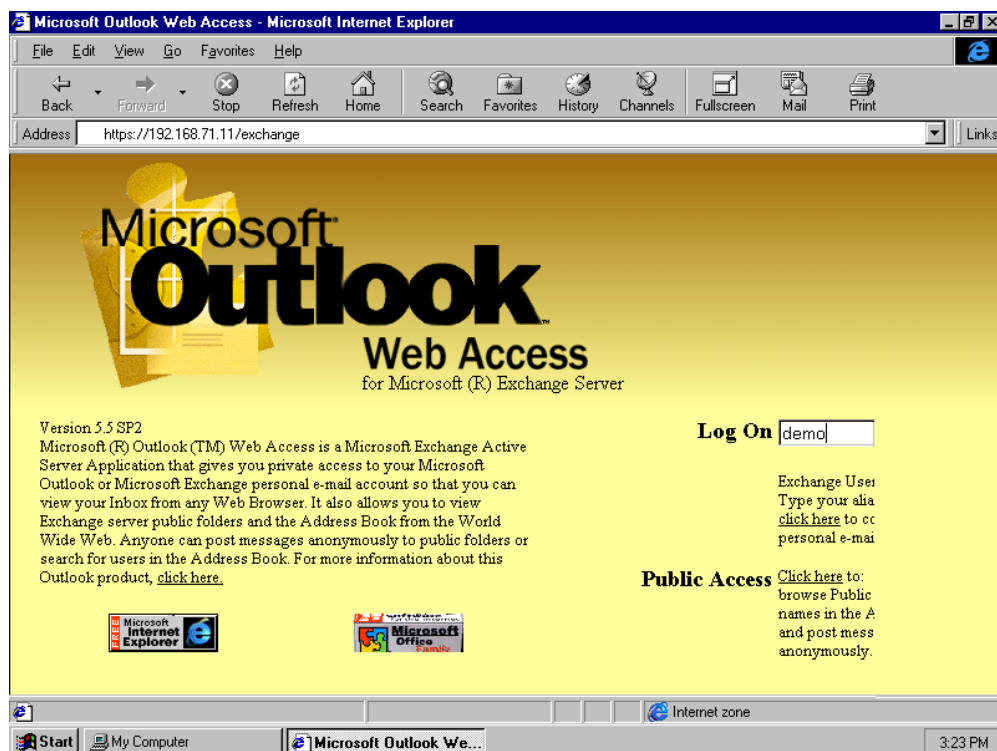 Microsoft Outlook Web Access - Microsoft Internet Explorer
File Edit View Go Favorites Help
Back Forward Stop Refresh Home Search Favorites History Channels Fullscreen Mail Print
Address https://192.168.71.11/exchange Links
Microsoft
Outlook
Web Access
for Microsoft (R) Exchange Server
Version 5.5 SP2
Microsoft (R) Outlook (TM) Web Access is a Microsoft Exchange Active
Server Application that gives you private access to your Microsoft
Outlook or Microsoft Exchange personal e-mail account so that you can
view your Inbox from any Web Browser. It also allows you to view
Exchange server public folders and the Address Book from the World
Wide Web. Anyone can post messages anonymously to public folders or
search for users in the Address Book. For more information about this
Outlook product, click here.
Log On demo
Exchange User
Type your alia
click here to co
personal e-mai
Public Access Click here to:
browse Public
names in the A
and post mess
anonymously.
FREE
Microsoft
Internet
Explorer
Microsoft
Office
Family
Internet zone
Start My Computer Microsoft Outlook We... 3:23 PM